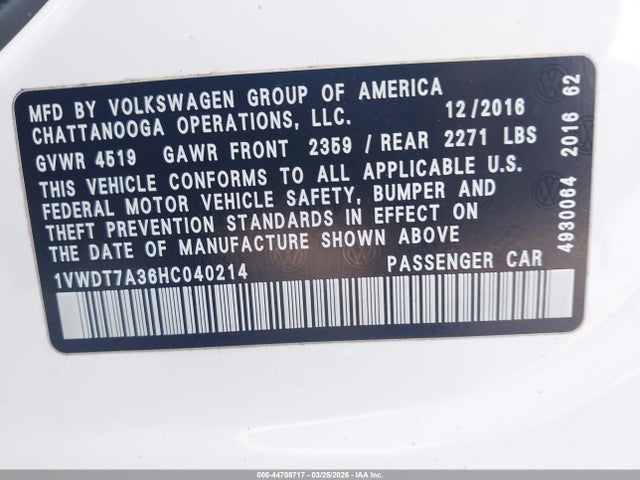 MFD BY VOLKSWAGEN GROUP OF AMERICA
CHATTANOOGA OPERATIONS, LLC. 12/2016
GVWR 4519 GAWR FRONT 2359 / REAR 2271 LBS
THIS VEHICLE CONFORMS TO ALL APPLICABLE U.S.
FEDERAL MOTOR VEHICLE SAFETY, BUMPER AND
THEFT PREVENTION STANDARDS IN EFFECT ON
THE DATE OF MANUFACTURE SHOWN ABOVE
1VWDT7A36HC040214 PASSENGER CAR
4930064 2016 62
000-44708717 - 03/25/2026 - IAAI, Inc.